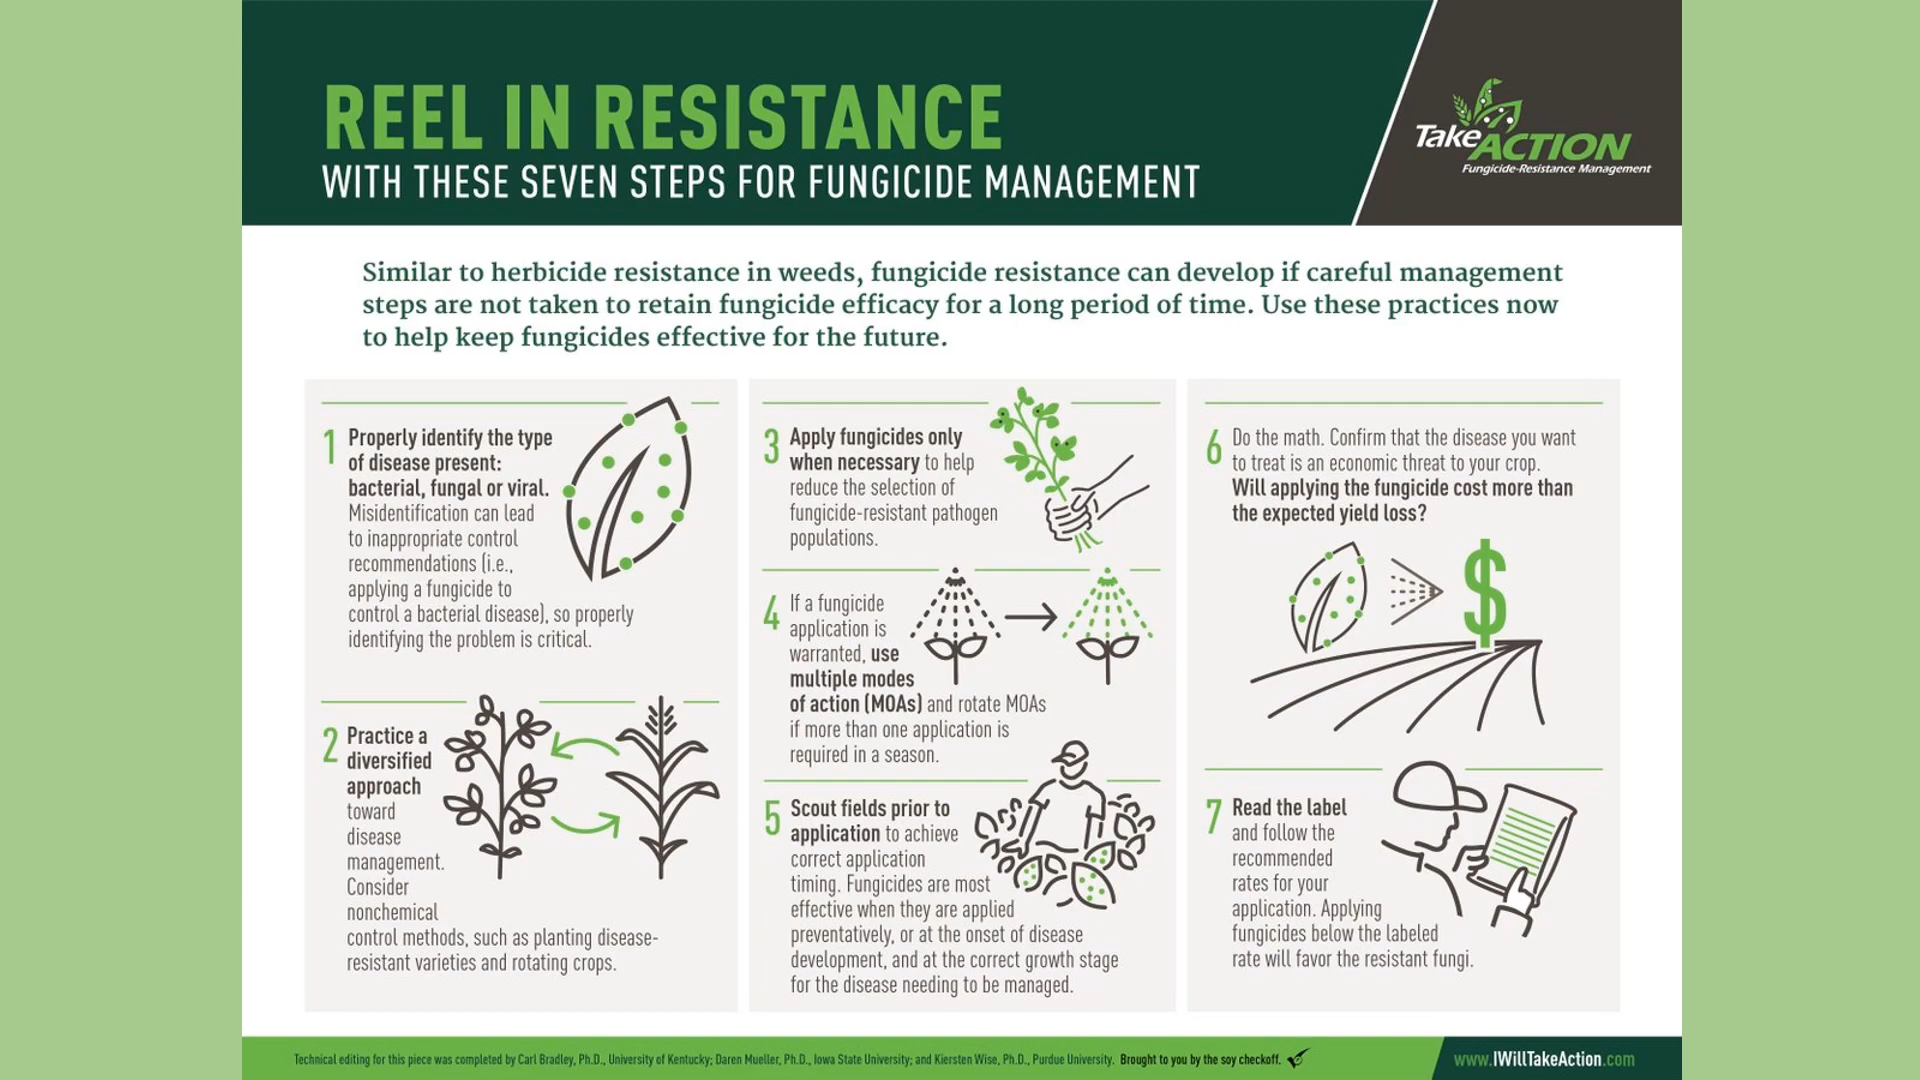 REEL IN RESISTANCE
WITH THESE SEVEN STEPS FOR FUNGICIDE MANAGEMENT
Take ACTION
Fungicide-Resistance Management
Similar to herbicide resistance in weeds, fungicide resistance can develop if careful management
steps are not taken to retain fungicide efficacy for a long period of time. Use these practices now
to help keep fungicides effective for the future.
1 Properly identify the type
of disease present:
bacterial, fungal or viral.
Misidentification can lead
to inappropriate control
recommendations (i.e.,
applying a fungicide to
control a bacterial disease), so properly
identifying the problem is critical.
2 Practice a
diversified
approach
toward
disease
management.
Consider
nonchemical
control methods, such as planting disease-
resistant varieties and rotating crops.
3 Apply fungicides only
when necessary to help
reduce the selection of
fungicide-resistant pathogen
populations.
4 If a fungicide
application is
warranted, use
multiple modes
of action (MOAs) and rotate MOAs
if more than one application is
required in a season.
5 Scout fields prior to
application to achieve
correct application
timing. Fungicides are most
effective when they are applied
preventatively, or at the onset of disease
development, and at the correct growth stage
for the disease needing to be managed.
6 Do the math. Confirm that the disease you want
to treat is an economic threat to your crop.
Will applying the fungicide cost more than
the expected yield loss?
$
7 Read the label
and follow the
recommended
rates for your
application. Applying
fungicides below the labeled
rate will favor the resistant fungi.
Technical editing for this piece was completed by Carl Bradley, Ph.D., University of Kentucky; Daren Mueller, Ph.D., Iowa State University; and Kiersten Wise, Ph.D., Purdue University. Brought to you by the soy checkoff.
www.IWillTakeAction.com